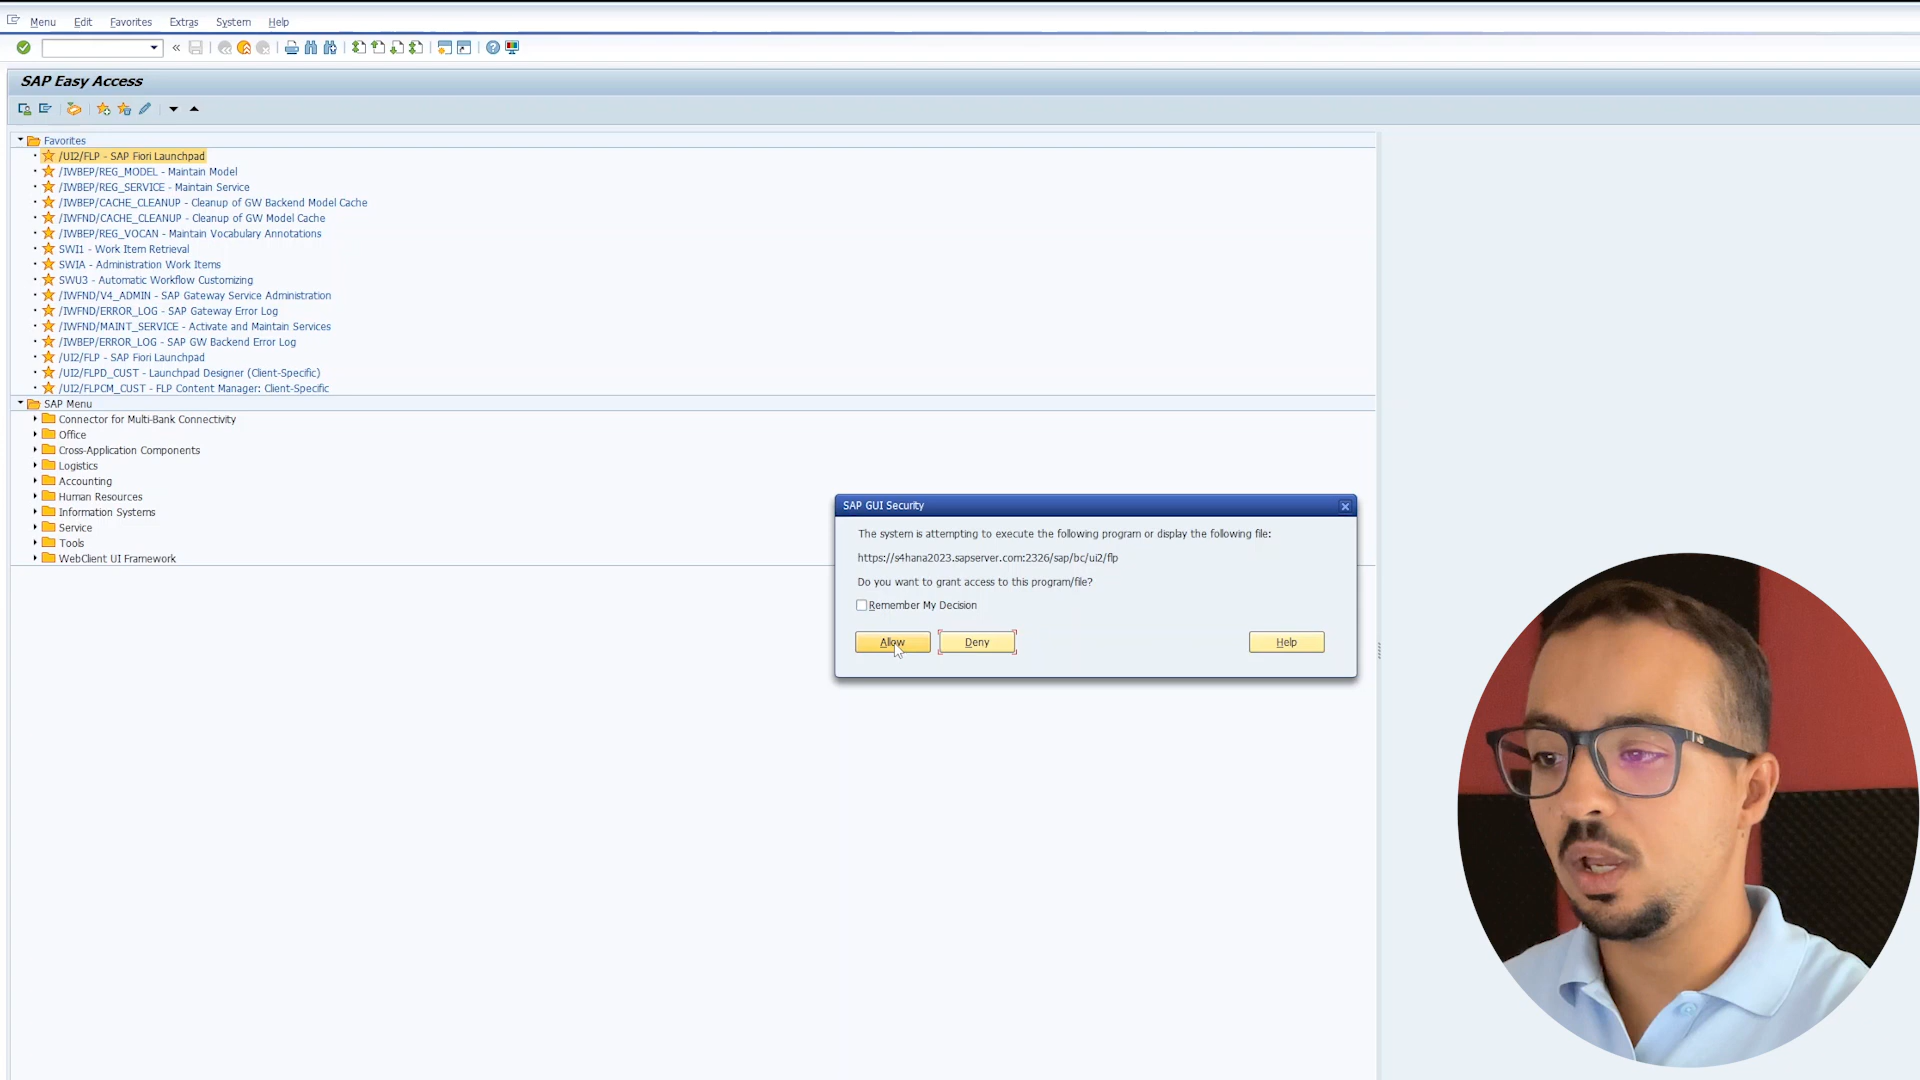 Menu Edit Favorites Extras System Help
SAP Easy Access
Favorites
/UI2/FLP - SAP Fiori Launchpad
/IWBEP/REG_MODEL - Maintain Model
/IWBEP/REG_SERVICE - Maintain Service
/IWBEP/CACHE_CLEANUP - Cleanup of GW Backend Model Cache
/IWFND/CACHE_CLEANUP - Cleanup of GW Model Cache
/IWBEP/REG_VOCAN - Maintain Vocabulary Annotations
SWI1 - Work Item Retrieval
SWIA - Administration Work Items
SWU3 - Automatic Workflow Customizing
/IWFND/V4_ADMIN - SAP Gateway Service Administration
/IWFND/ERROR_LOG - SAP Gateway Error Log
/IWFND/MAINT_SERVICE - Activate and Maintain Services
/IWBEP/ERROR_LOG - SAP GW Backend Error Log
/UI2/FLP - SAP Fiori Launchpad
/UI2/FLPD_CUST - Launchpad Designer (Client-Specific)
/UI2/FLPCM_CUST - FLP Content Manager: Client-Specific
SAP Menu
Connector for Multi-Bank Connectivity
Office
Cross-Application Components
Logistics
Accounting
Human Resources
Information Systems
Service
Tools
WebClient UI Framework
SAP GUI Security
The system is attempting to execute the following program or display the following file:
https://s4hana2023.sapserver.com:2326/sap/bc/ui2/flp
Do you want to grant access to this program/file?
Remember My Decision
Allow Deny Help